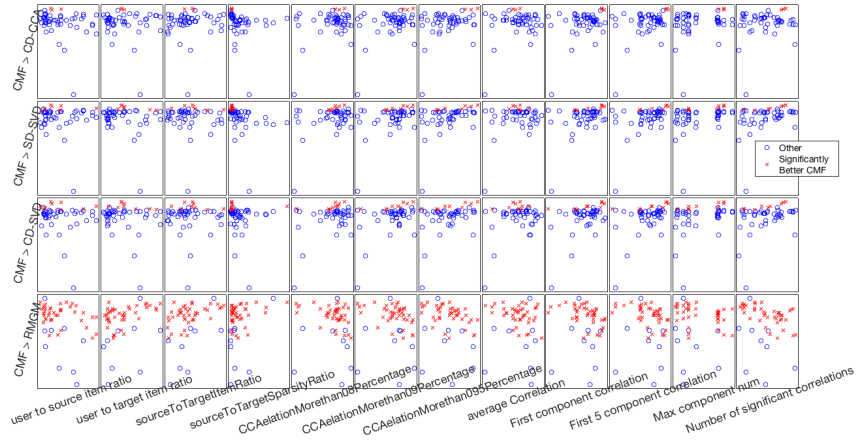 CMF > CD-CCA
CMF > SD-SVD
CMF > CD-SVD
CMF > RMGM
Other
Significantly
Better CMF
user to source item ratio
user to target item ratio
sourceToTargetItemRatio
sourceToTargetSparsityRatio
CCAelationMorethan08Percentage
CCAelationMorethan09Percentage
CCAelationMorethan095Percentage
average Correlation
First component correlation
First 5 component correlation
Max component num
Number of significant correlations